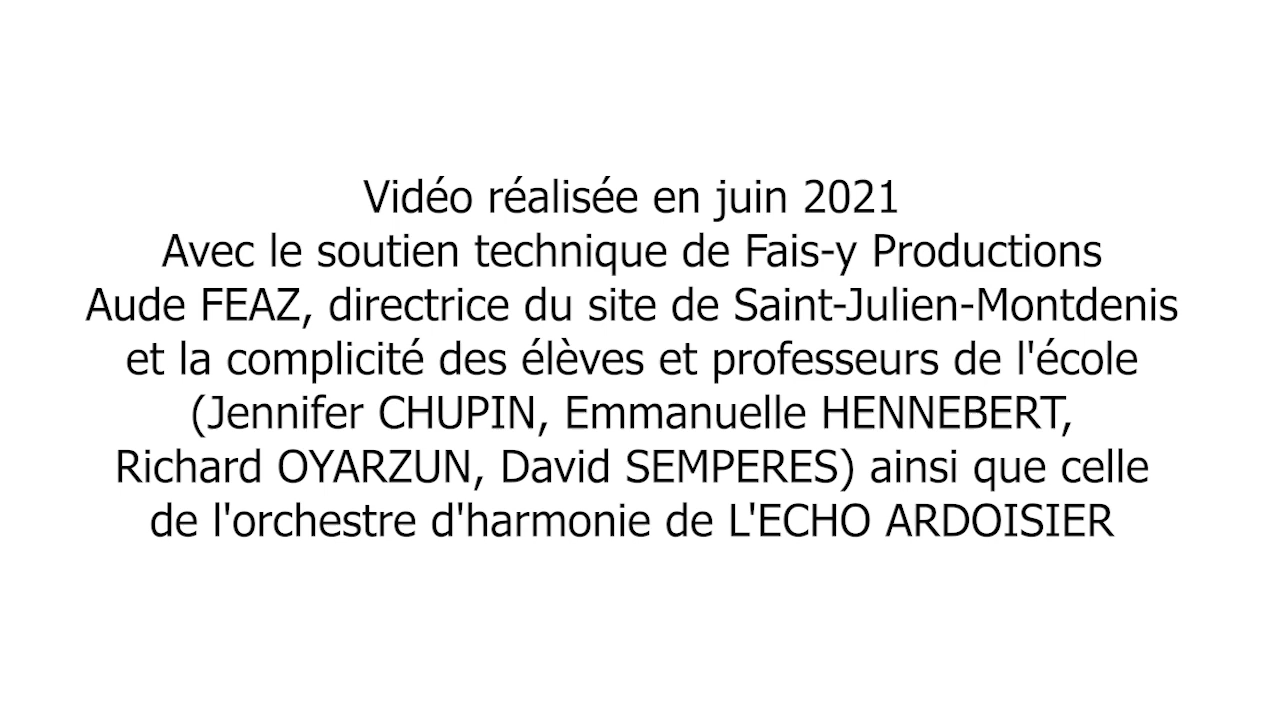 Vidéo réalisée en juin 2021
Avec le soutien technique de Fais-y Productions
Aude FEAZ, directrice du site de Saint-Julien-Montdenis
et la complicité des élèves et professeurs de l'école
(Jennifer CHUPIN, Emmanuelle HENNEBERT,
Richard OYARZUN, David SEMPERES) ainsi que celle
de l'orchestre d'harmonie de L'ECHO ARDOISIER